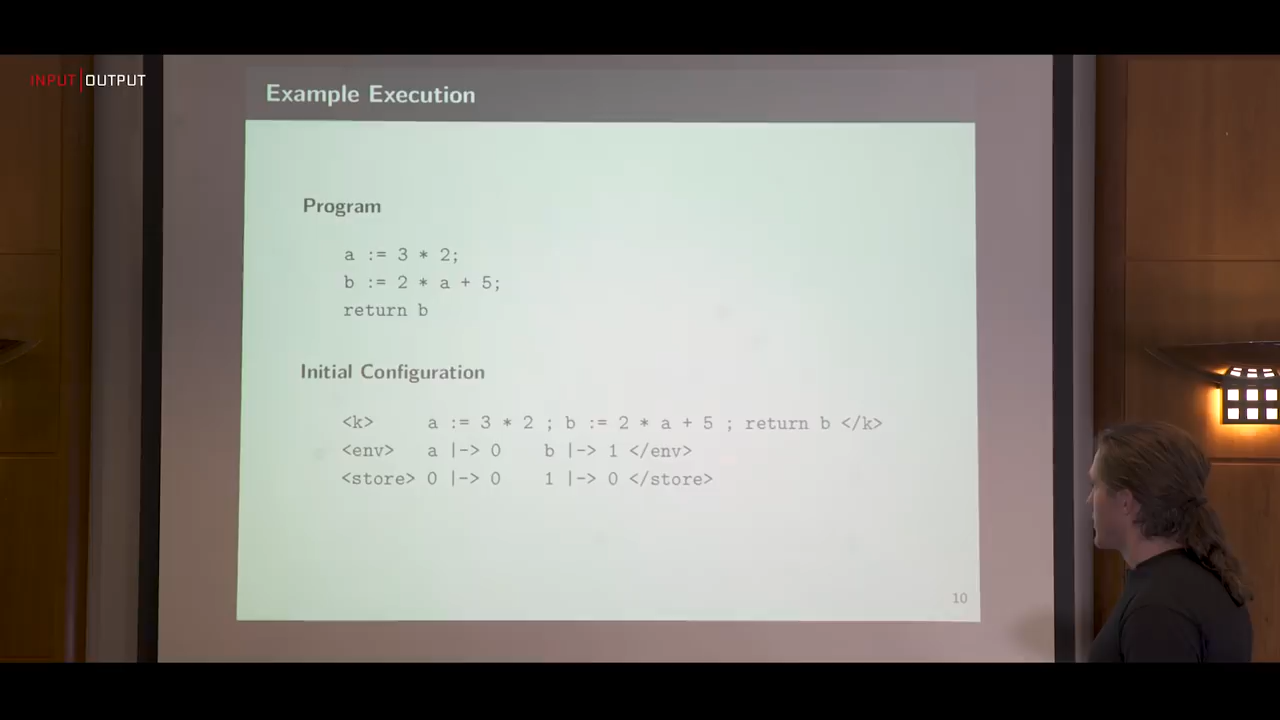 INPUT|OUTPUT
Example Execution
Program
a := 3 * 2;
b := 2 * a + 5;
return b
Initial Configuration
<k> a := 3 * 2 ; b := 2 * a + 5 ; return b </k>
<env> a |-> 0 b |-> 1 </env>
<store> 0 |-> 0 1 |-> 0 </store>
10